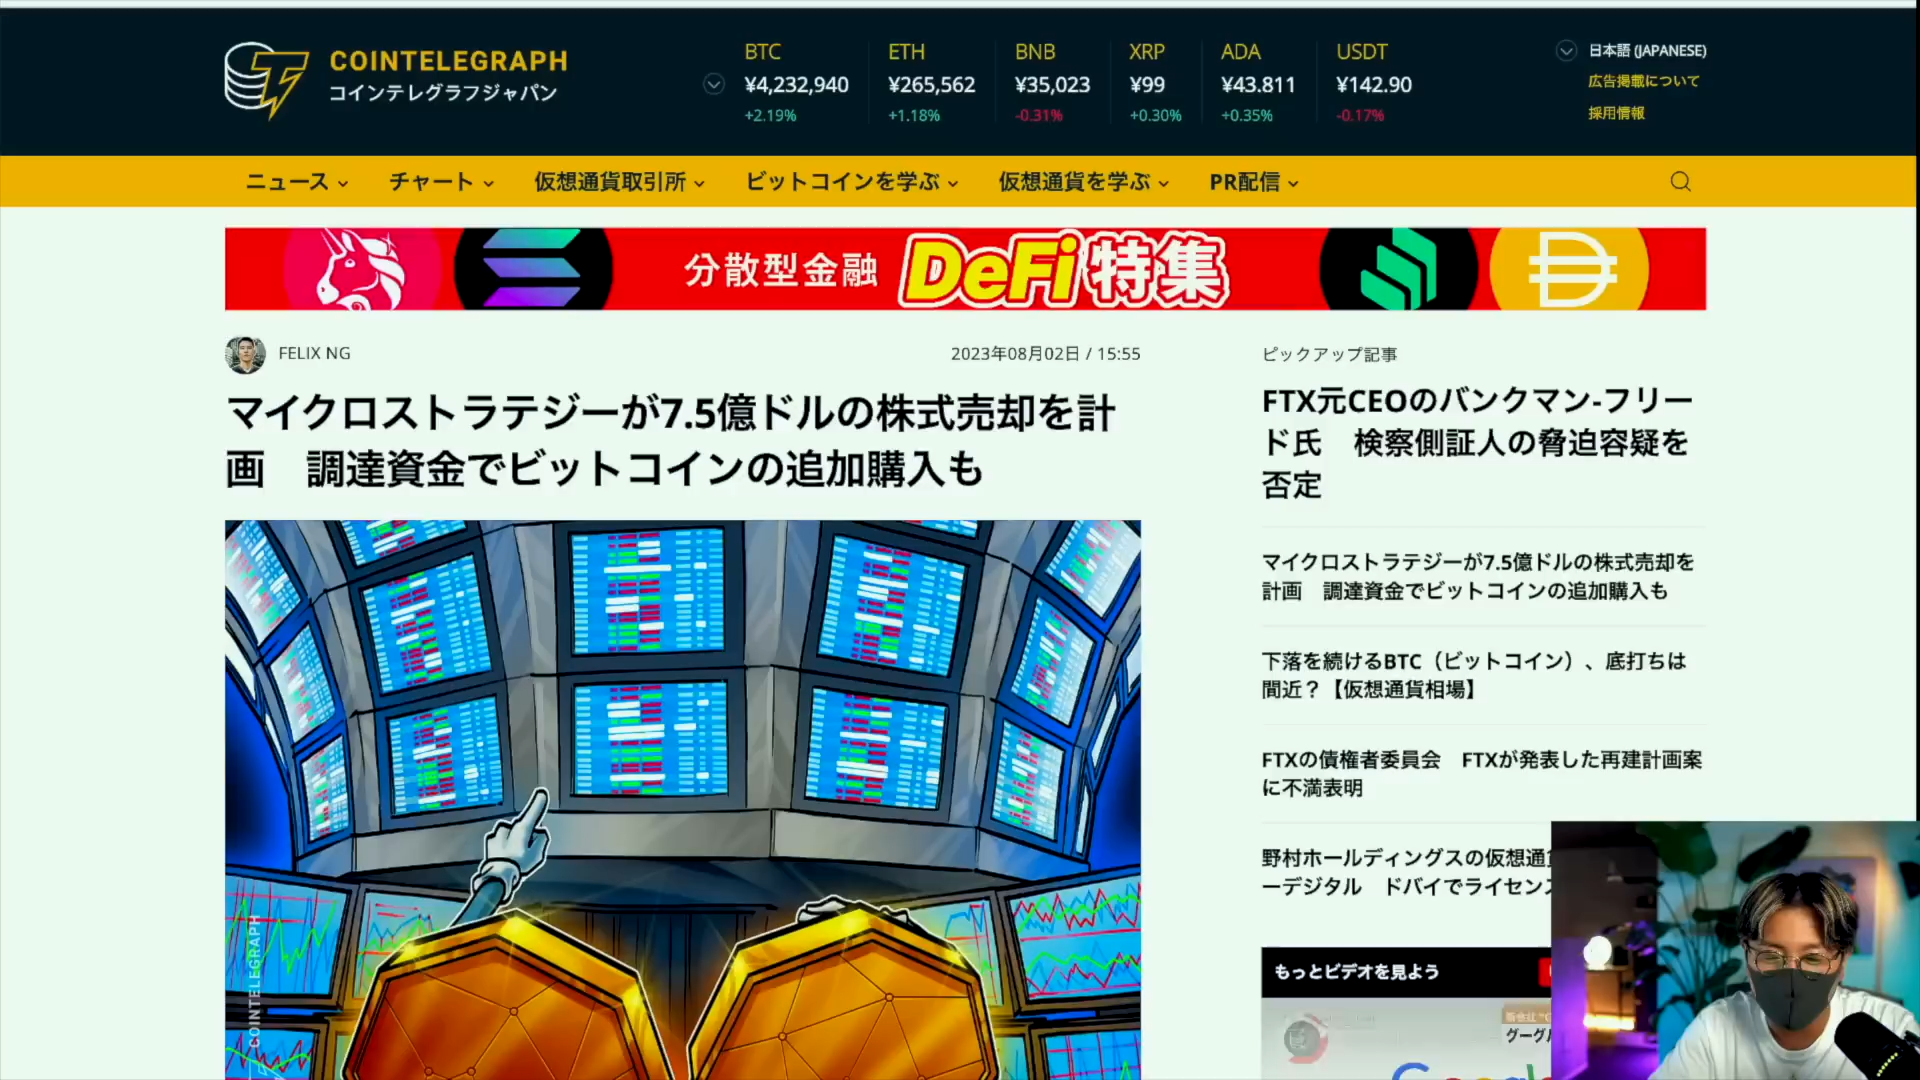 COINTELEGRAPH
コインテレグラフジャパン
BTC
¥4,232,940
+2.19%
ETH
¥265,562
+1.18%
BNB
¥35,023
-0.31%
XRP
¥99
+0.30%
ADA
¥43.811
+0.35%
USDT
¥142.90
-0.17%
日本語 (JAPANESE)
広告掲載について
採用情報
ニュース
チャート
仮想通貨取引所
ビットコインを学ぶ
仮想通貨を学ぶ
PR配信
分散型金融 DeFi特集
FELIX NG
2023年08月02日 / 15:55
マイクロストラテジーが7.5億ドルの株式売却を計
画　調達資金でビットコインの追加購入も
COINTELEGRAPH
ピックアップ記事
FTX元CEOのバンクマン-フリー
ド氏　検察側証人の脅迫容疑を
否定
マイクロストラテジーが7.5億ドルの株式売却を
計画　調達資金でビットコインの追加購入も
下落を続けるBTC（ビットコイン）、底打ちは
間近？【仮想通貨相場】
FTXの債権者委員会　FTXが発表した再建計画案
に不満表明
野村ホールディングスの仮想通
ーデジタル　ドバイでライセン
もっとビデオを見よう
グーグル